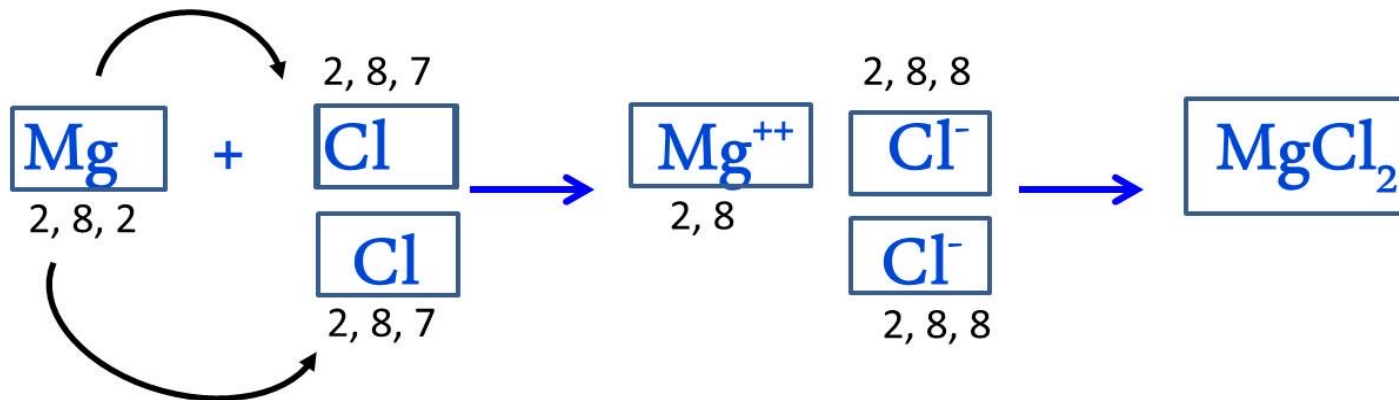 2, 8, 7
2, 8, 8
Mg + Cl Mg⁺⁺ Cl⁻ MgCl₂
2, 8, 2
2, 8
Cl Cl⁻
2, 8, 7
2, 8, 8